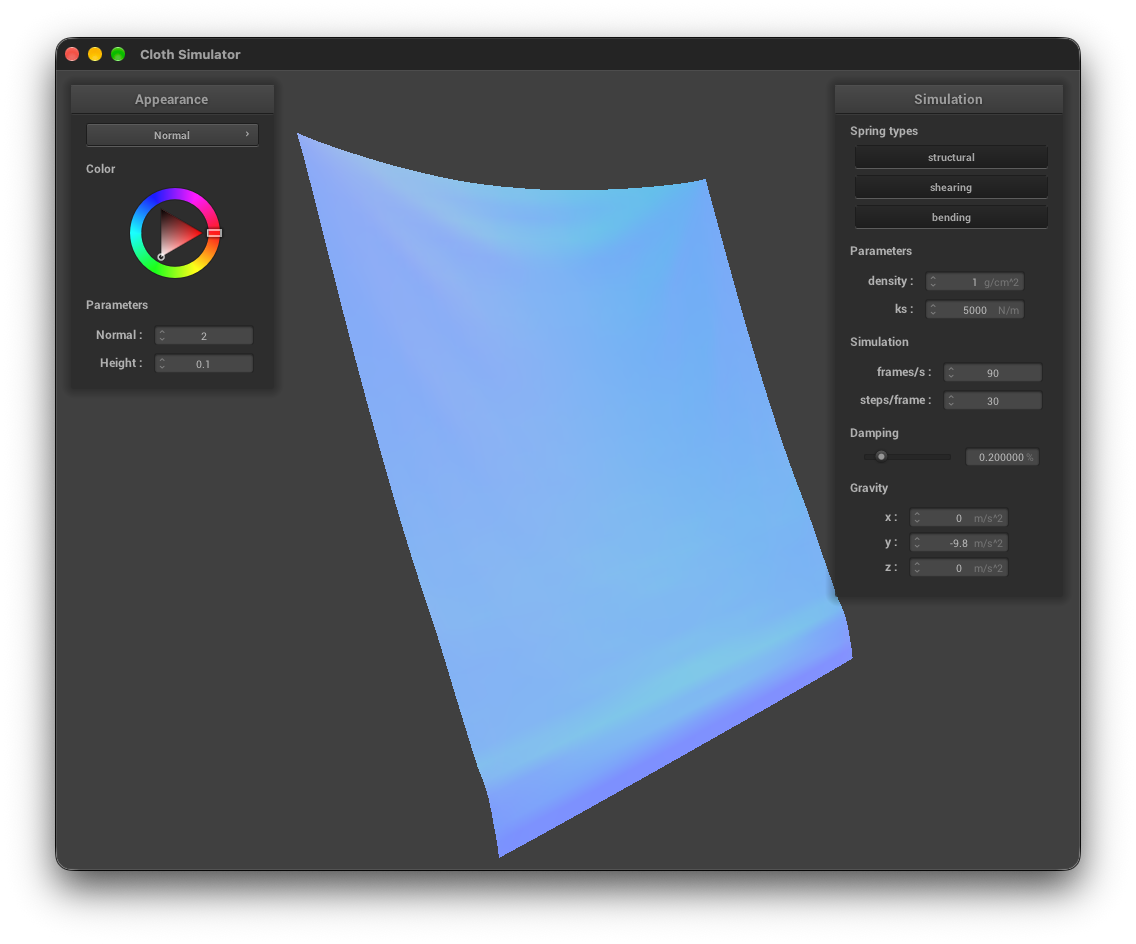 Cloth Simulator
Appearance
Normal
Color
Parameters
Normal : 2
Height : 0.1
Simulation
Spring types
structural
shearing
bending
Parameters
density : 1 g/cm^2
ks : 5000 N/m
Simulation
frames/s : 90
steps/frame : 30
Damping
0.200000 %
Gravity
x : 0 m/s^2
y : -9.8 m/s^2
z : 0 m/s^2